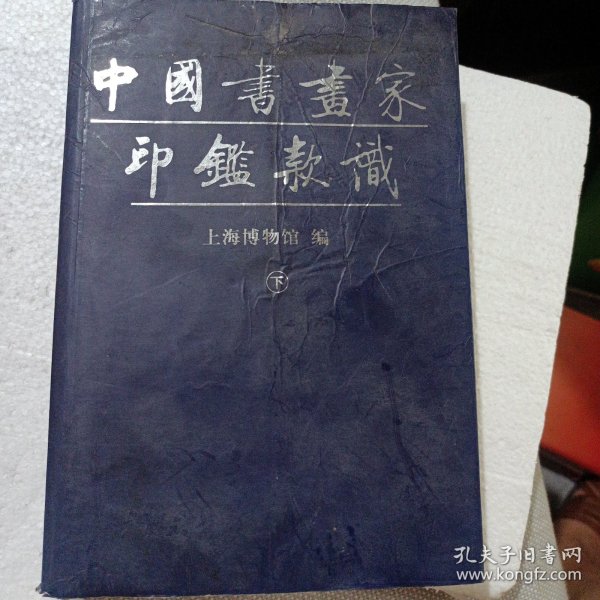 中國書畫家
印鑑款識
上海博物馆 编
下
孔夫子旧书网
www.kongfz.com